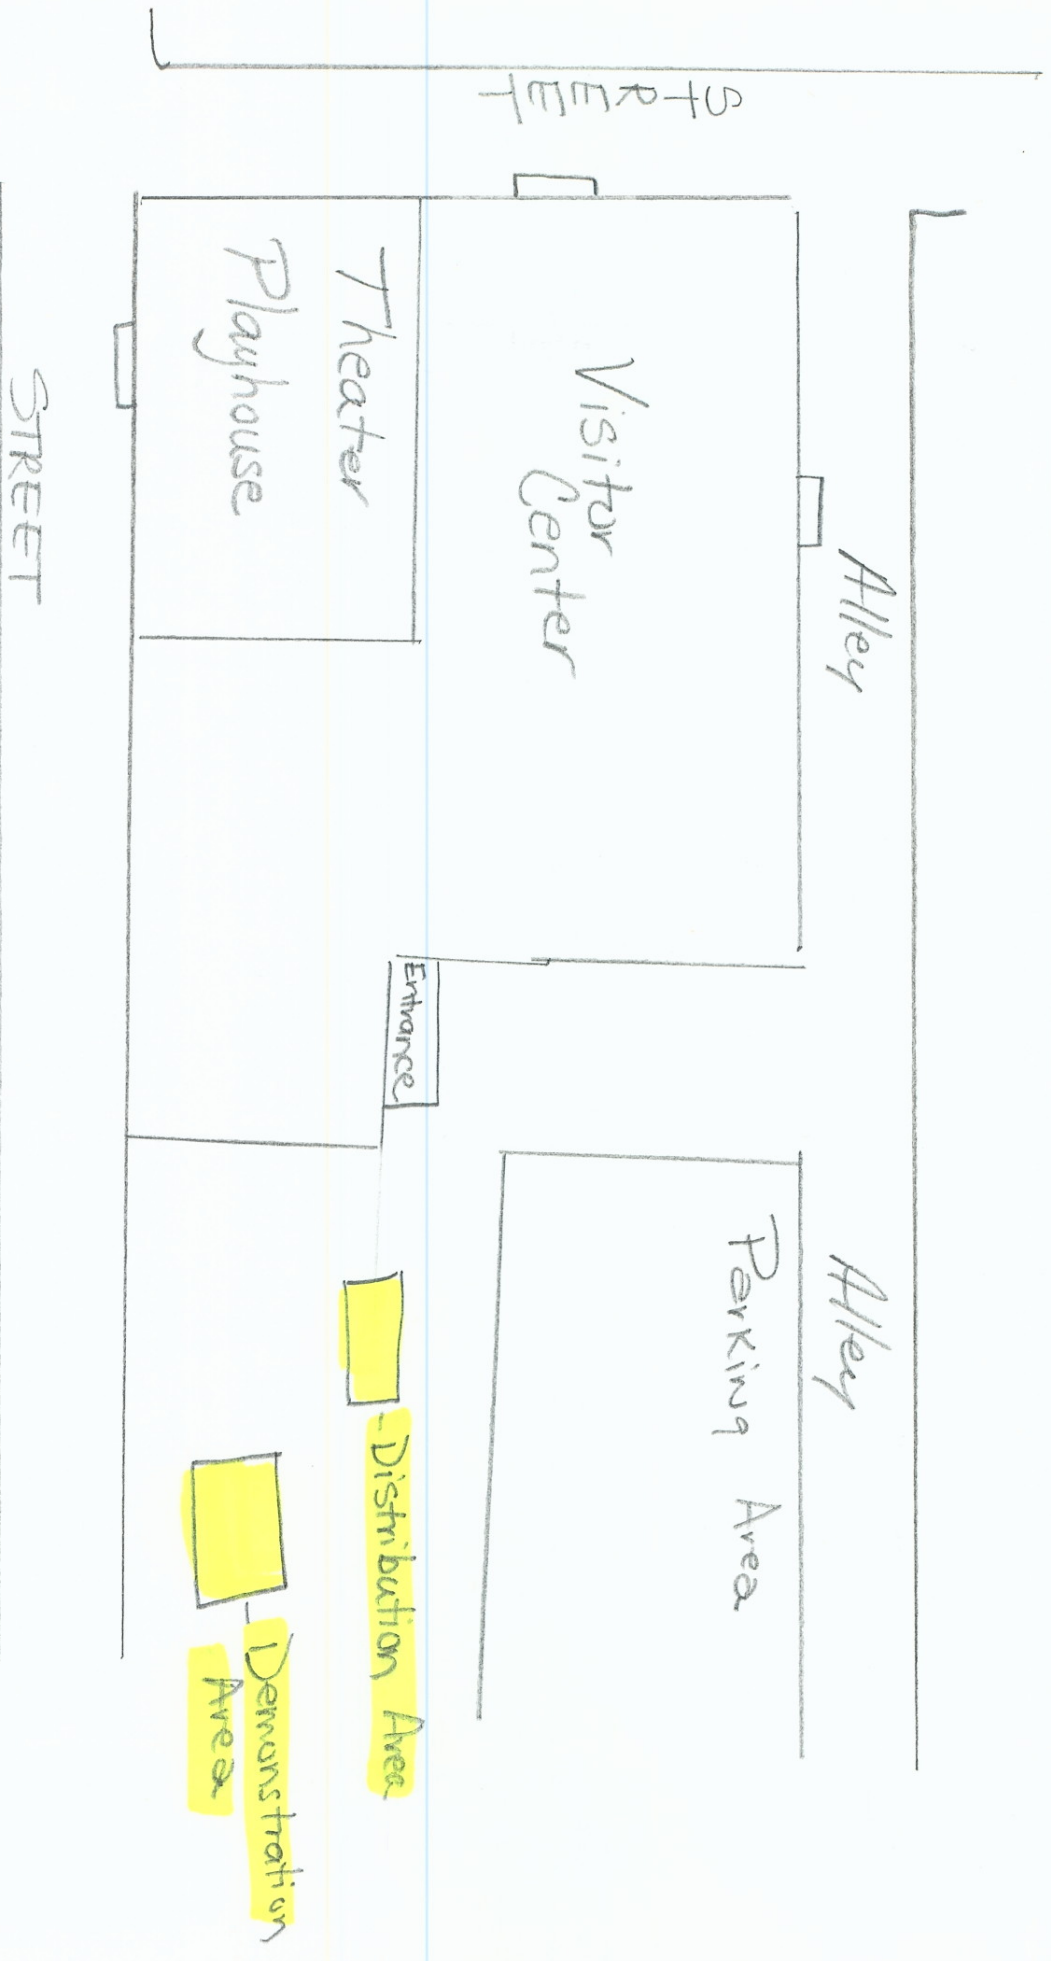 Alley
Alley
Parking Area
STREET
Visitor
Center
Entrance
- Distribution Area
Theater
Playhouse
- Demonstration
Area
STREET